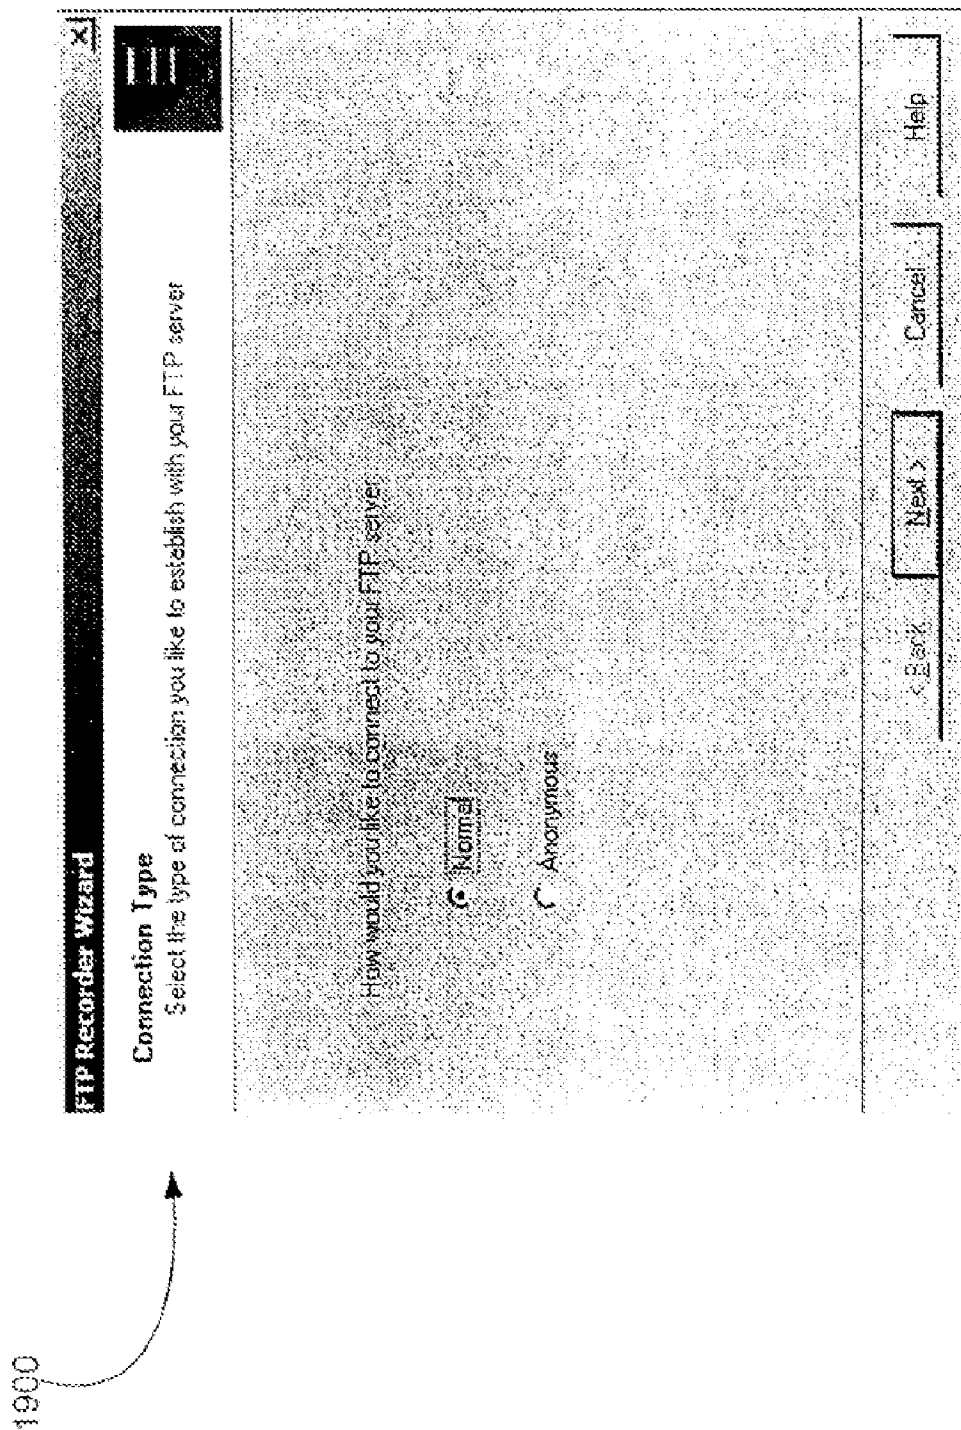 1900
FTP Recorder Wizard
Connection Type
Select the type of connection you like to establish with your FTP server
How would you like to connect to your FTP server
Normal
Anonymous
< Back
Next >
Cancel
Help